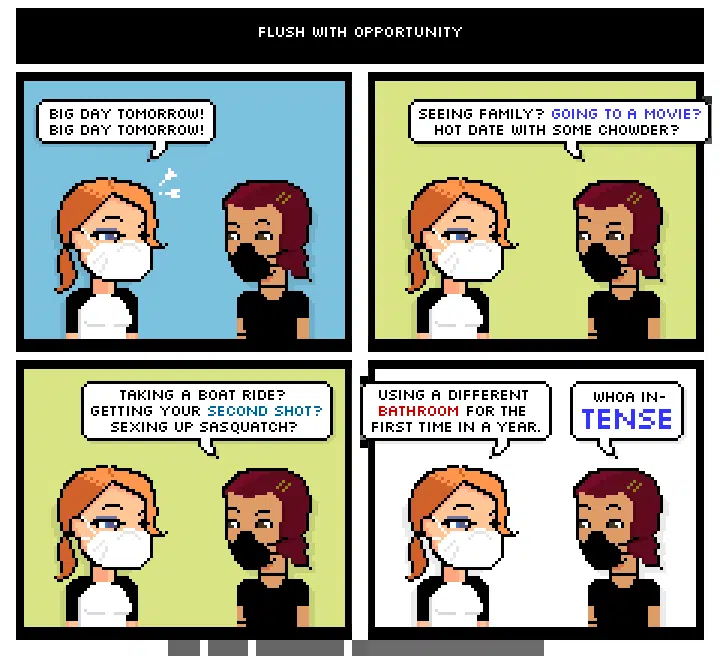 FLUSH WITH OPPORTUNITY
BIG DAY TOMORROW!
BIG DAY TOMORROW!
SEEING FAMILY? GOING TO A MOVIE?
HOT DATE WITH SOME CHOWDER?
TAKING A BOAT RIDE?
GETTING YOUR SECOND SHOT?
SEXING UP SASQUATCH?
USING A DIFFERENT
BATHROOM FOR THE
FIRST TIME IN A YEAR.
WHOA IN-
TENSE